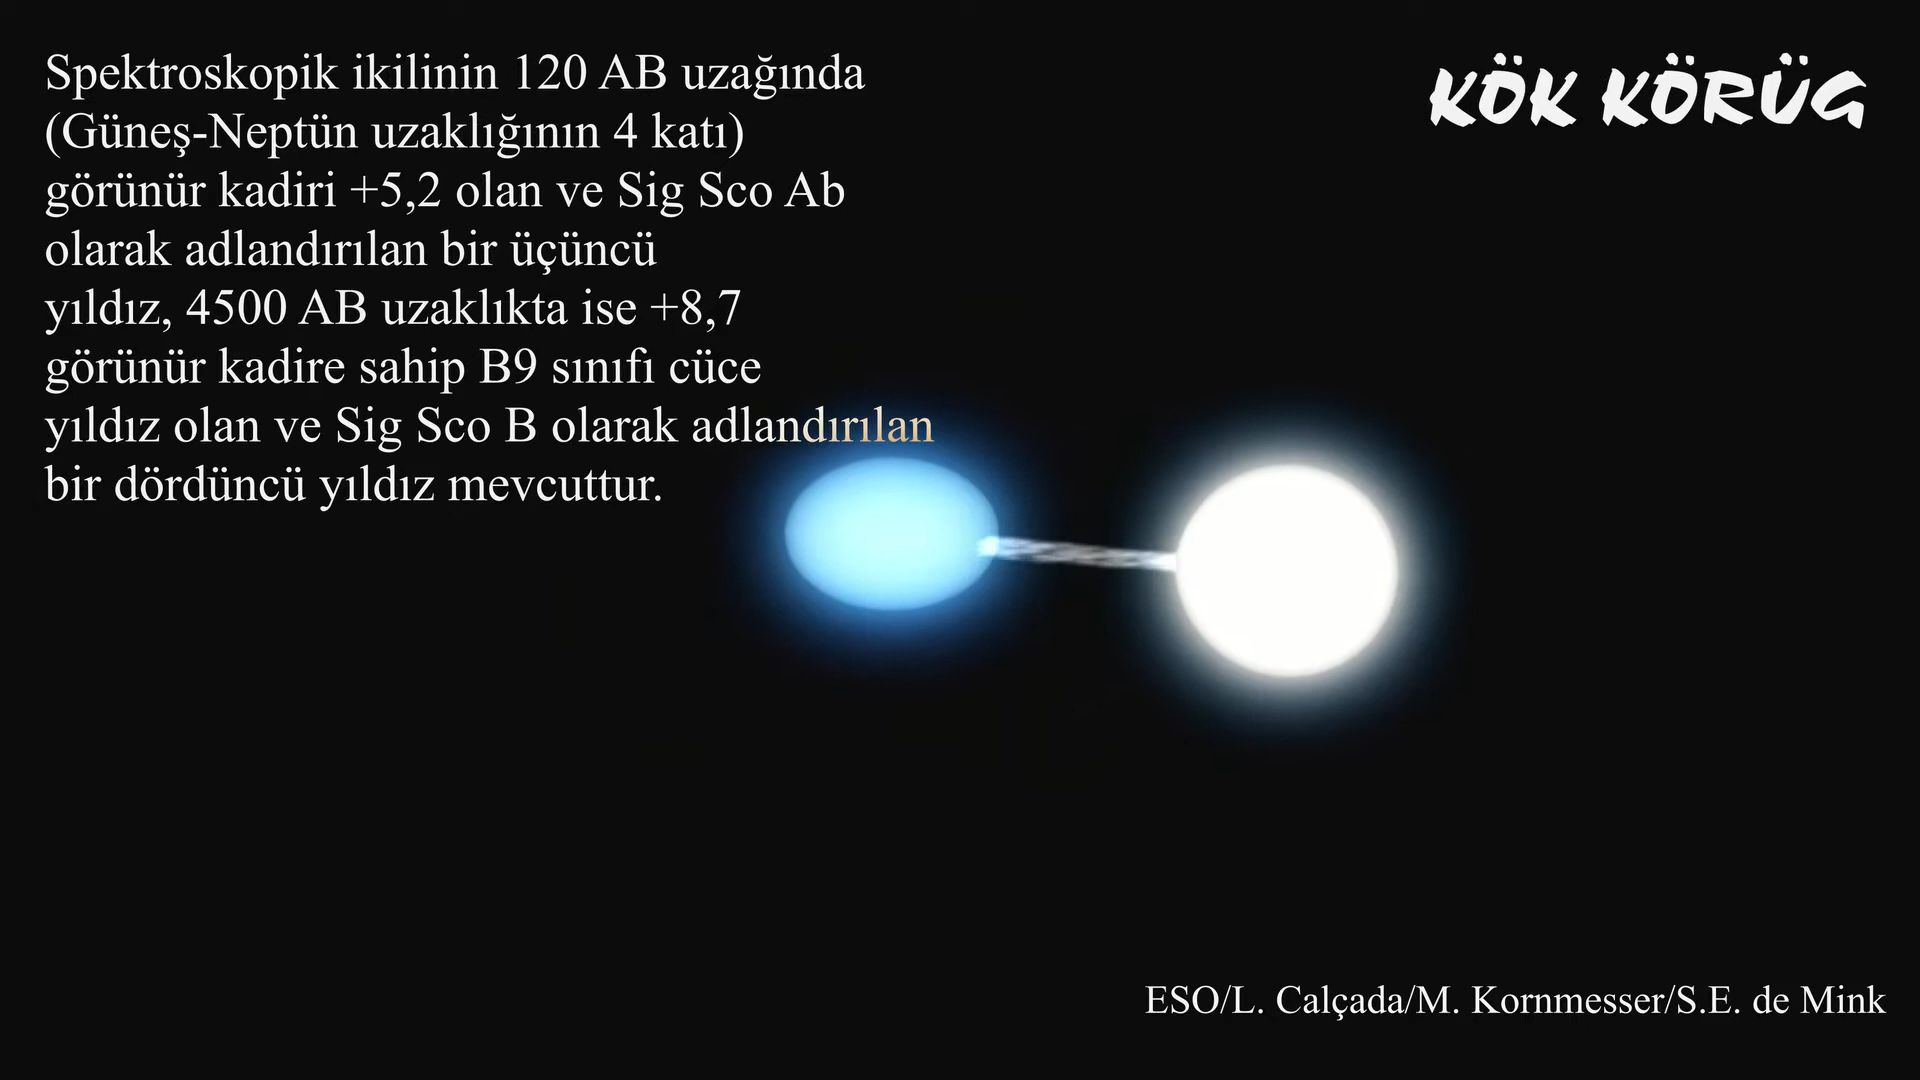 Spektroskopik ikilinin 120 AB uzağında
(Güneş-Neptün uzaklığının 4 katı)
görünür kadiri +5,2 olan ve Sig Sco Ab
olarak adlandırılan bir üçüncü
yıldız, 4500 AB uzaklıkta ise +8,7
görünür kadire sahip B9 sınıfı cüce
yıldız olan ve Sig Sco B olarak adlandırılan
bir dördüncü yıldız mevcuttur.
KÖK KÖRÜG
ESO/L. Calçada/M. Kornmesser/S.E. de Mink